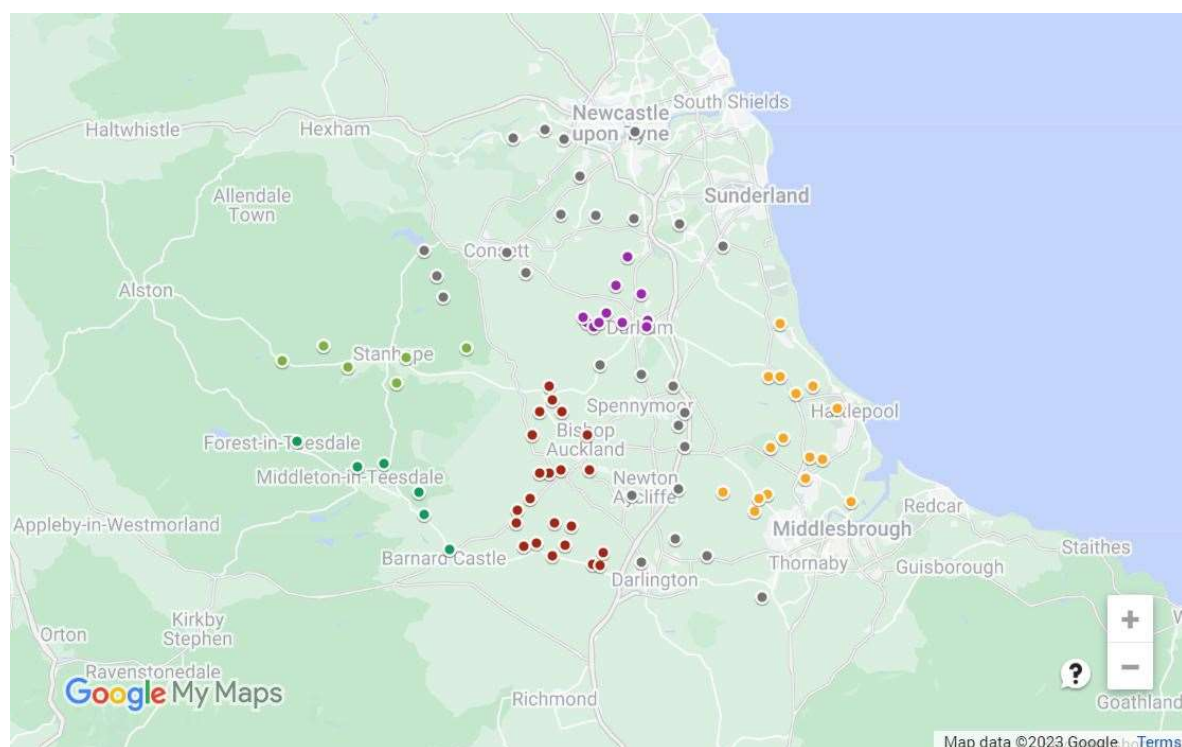 South Shields
Newcastle
upon Tyne
Haltwhistle
Hexham
Allendale
Town
Sunderland
Consett
Alston
Durham
Stanhope
Spennymoor
Hartlepool
Bishop
Auckland
Forest-in-Teesdale
Middleton-in-Teesdale
Newton
Aycliffe
Redcar
Appleby-in-Westmorland
Middlesbrough
Staithes
Barnard Castle
Thornaby
Guisborough
Darlington
Kirkby
Stephen
Orton
Ravenstonedale
Google My Maps
Richmond
Goathland
+
−
?
Map data ©2023 Google
Terms